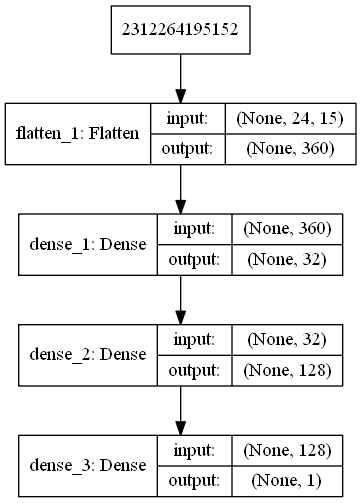 2312264195152
flatten_1: Flatten
input:
(None, 24, 15)
output:
(None, 360)
dense_1: Dense
input:
(None, 360)
output:
(None, 32)
dense_2: Dense
input:
(None, 32)
output:
(None, 128)
dense_3: Dense
input:
(None, 128)
output:
(None, 1)